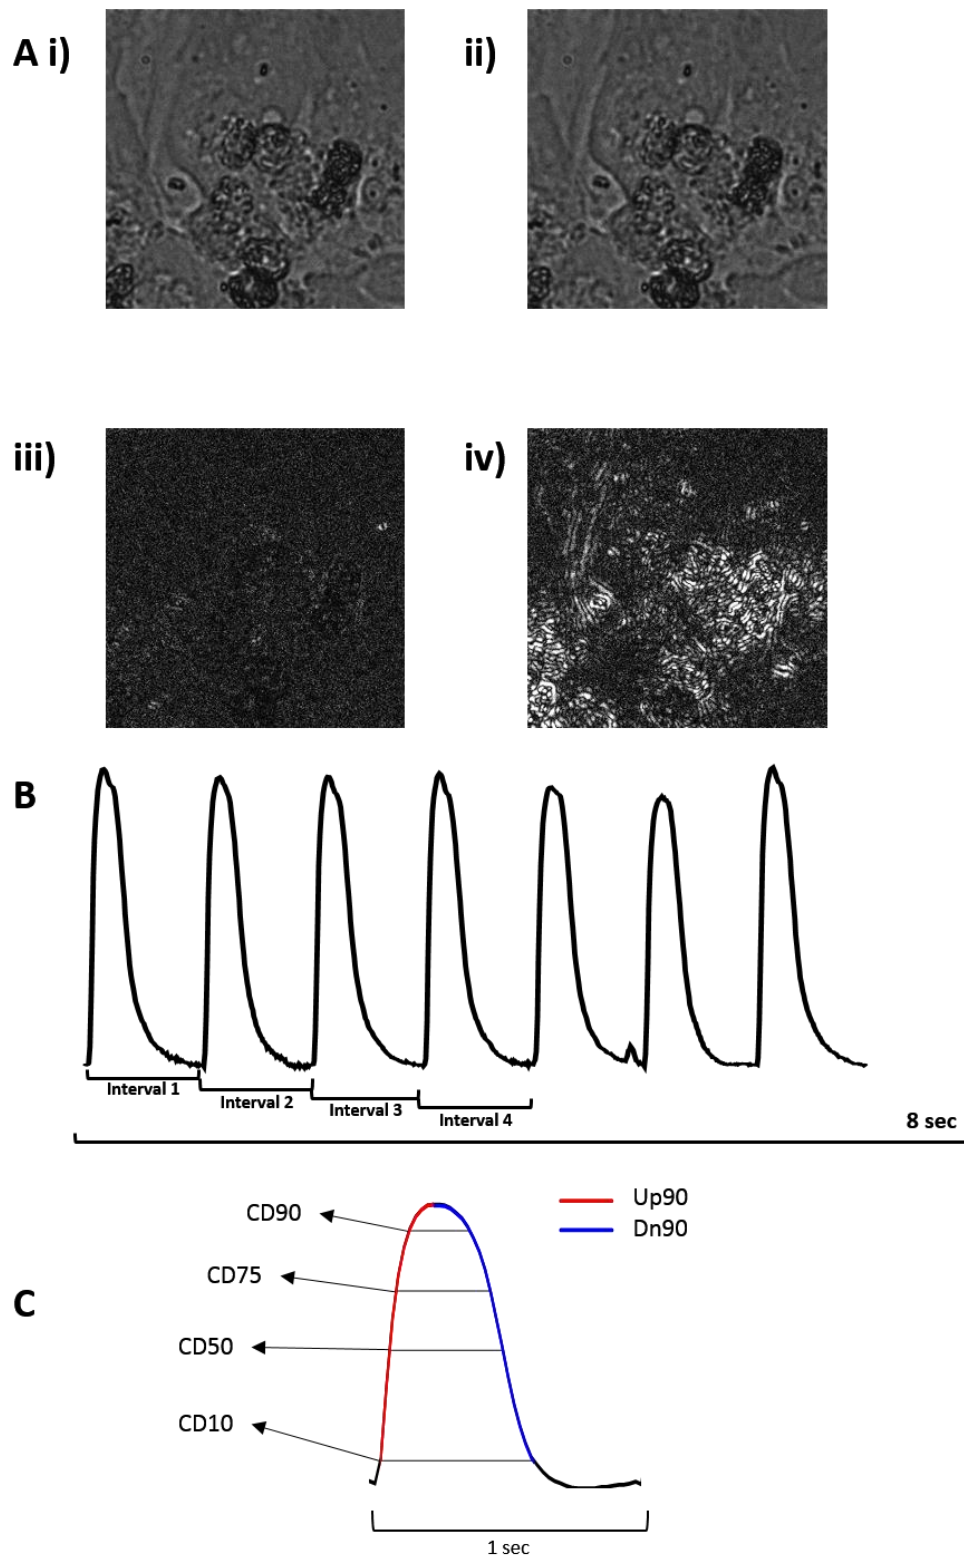 A i)
ii)
iii)
iv)
B
Interval 1
Interval 2
Interval 3
Interval 4
8 sec
C
CD90
CD75
CD50
CD10
Up90
Dn90
1 sec